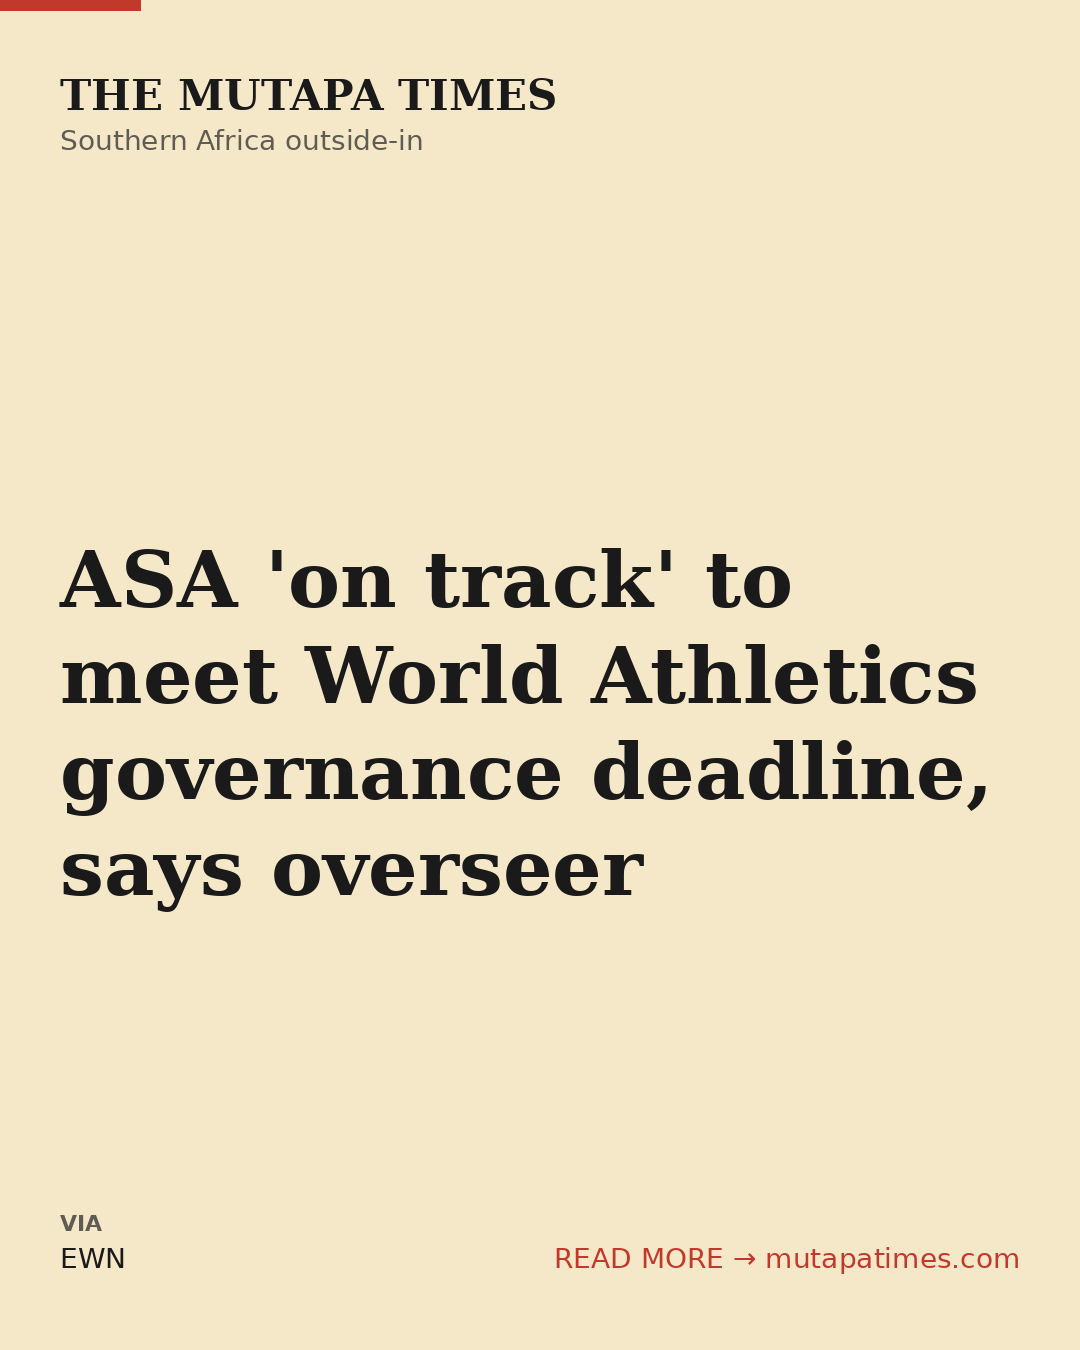 THE MUTAPA TIMES
Southern Africa outside-in
ASA 'on track' to
meet World Athletics
governance deadline,
says overseer
VIA
EWN
READ MORE → mutapatimes.com